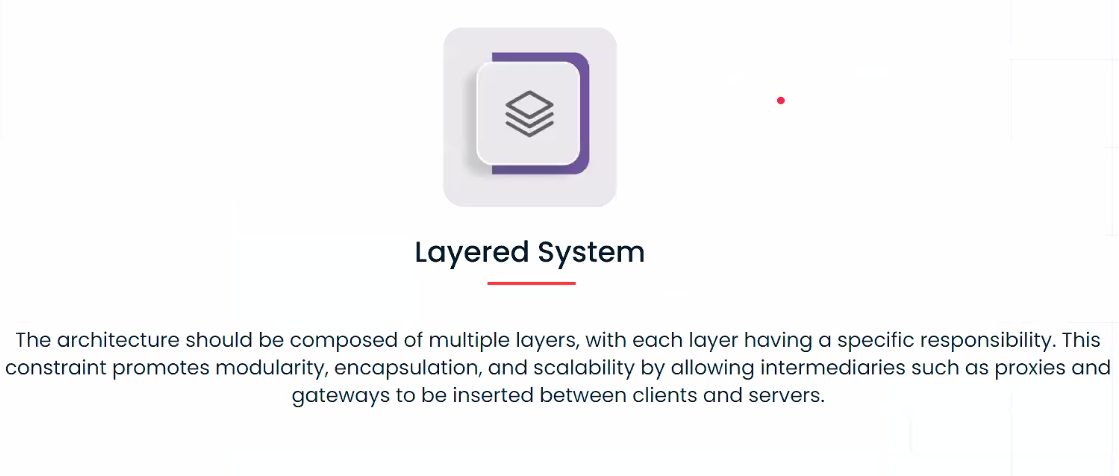 Layered System
The architecture should be composed of multiple layers, with each layer having a specific responsibility. This
constraint promotes modularity, encapsulation, and scalability by allowing intermediaries such as proxies and
gateways to be inserted between clients and servers.